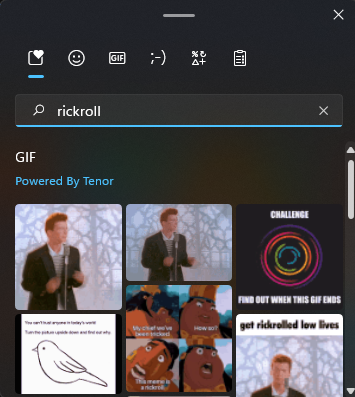 GIF
;-)
rickroll
GIF
Powered By Tenor
CHALLENGE
FIND OUT WHEN THIS GIF ENDS
You can't trust anyone in today's world
Turn the picture upside down and find out why.
My chief we've
been tricked.
How so?
This meme is
a rickroll.
get rickrolled low lives